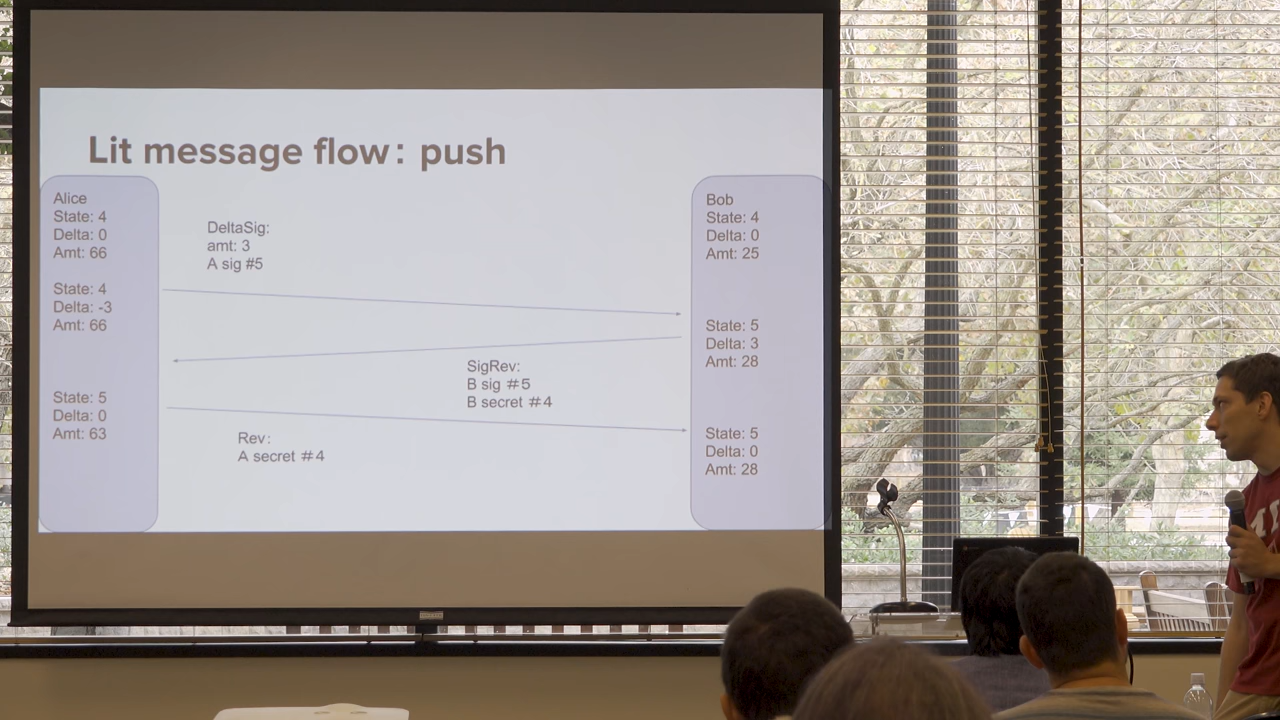 Lit message flow: push
Alice
State: 4
Delta: 0
Amt: 66
State: 4
Delta: -3
Amt: 66
State: 5
Delta: 0
Amt: 63
DeltaSig:
amt: 3
A sig #5
SigRev:
B sig #5
B secret #4
Rev:
A secret #4
Bob
State: 4
Delta: 0
Amt: 25
State: 5
Delta: 3
Amt: 28
State: 5
Delta: 0
Amt: 28